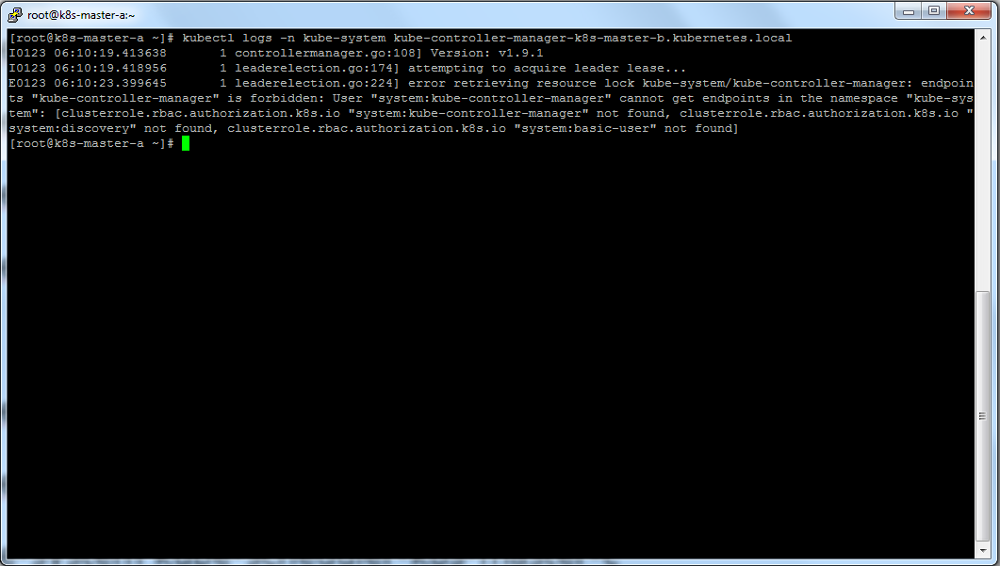 root@k8s-master-a:~
[root@k8s-master-a ~]# kubectl logs -n kube-system kube-controller-manager-k8s-master-b.kubernetes.local
I0123 06:10:19.413638       1 controllermanager.go:108] Version: v1.9.1
I0123 06:10:19.418956       1 leaderelection.go:174] attempting to acquire leader lease...
E0123 06:10:23.399645       1 leaderelection.go:224] error retrieving resource lock kube-system/kube-controller-manager: endpoin
ts "kube-controller-manager" is forbidden: User "system:kube-controller-manager" cannot get endpoints in the namespace "kube-sys
tem": [clusterrole.rbac.authorization.k8s.io "system:kube-controller-manager" not found, clusterrole.rbac.authorization.k8s.io "
system:discovery" not found, clusterrole.rbac.authorization.k8s.io "system:basic-user" not found]
[root@k8s-master-a ~]#